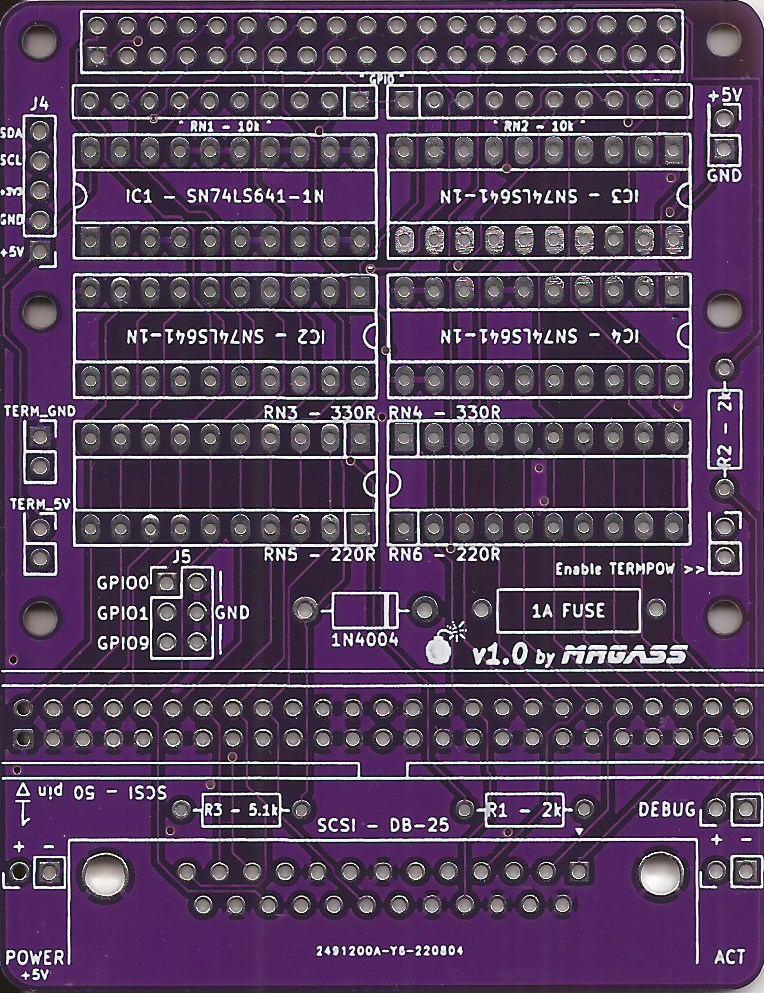 "GPIO"
J4
SDA
SCL
+3V3
GND
+5V
RN1 - 10k
RN2 - 10k
+5V
GND
IC1 - SN74LS641-1N
IC3 - SN74LS641-1N
IC2 - SN74LS641-1N
IC4 - SN74LS641-1N
TERM_GND
RN3 - 330R
RN4 - 330R
R2 - 2k
TERM_5V
RN5 - 220R
RN6 - 220R
J5
GPIO0
GPIO1
GND
GPIO9
Enable TERMPOW >>
1N4004
1A FUSE
v1.0 by MRGASS
1
SCSI - 50 pin
R3 - 5.1k
SCSI - DB-25
R1 - 2k
DEBUG
+ -
+ -
POWER
+5V
2491200A-Y6-220804
ACT